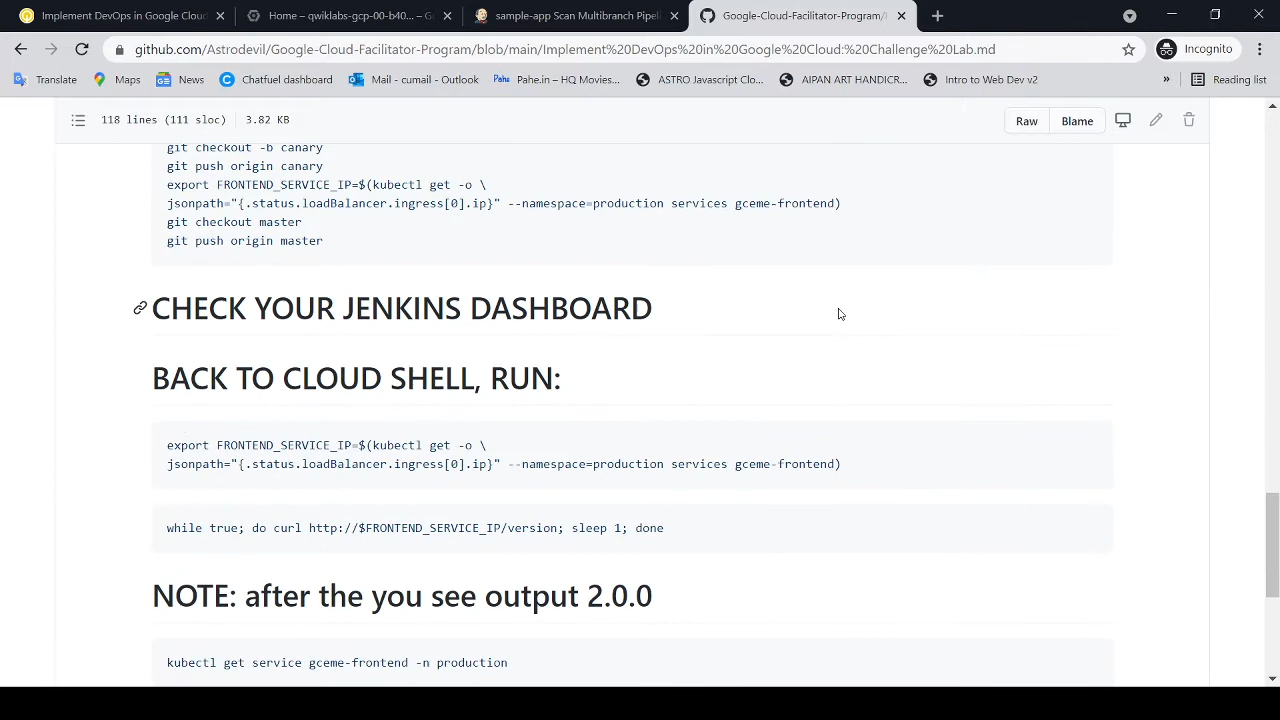 Implement DevOps in Google Cloud
Home – qwiklabs-gcp-00-b40... – G
sample-app Scan Multibranch Pipel
Google-Cloud-Facilitator-Program/I
github.com/Astrodevil/Google-Cloud-Facilitator-Program/blob/main/Implement%20DevOps%20in%20Google%20Cloud:%20Challenge%20Lab.md
Incognito
Translate
Maps
News
Chatfuel dashboard
Mail - cumail - Outlook
Pahe Pahe.in – HQ Movies...
ASTRO Javascript Clo...
AIPAN ART HANDICR...
Intro to Web Dev v2
»
Reading list
118 lines (111 sloc) 3.82 KB
Raw
Blame
git checkout -b canary
git push origin canary
export FRONTEND_SERVICE_IP=$(kubectl get -o \
jsonpath="{.status.loadBalancer.ingress[0].ip}" --namespace=production services gceme-frontend)
git checkout master
git push origin master
CHECK YOUR JENKINS DASHBOARD
BACK TO CLOUD SHELL, RUN:
export FRONTEND_SERVICE_IP=$(kubectl get -o \
jsonpath="{.status.loadBalancer.ingress[0].ip}" --namespace=production services gceme-frontend)
while true; do curl http://$FRONTEND_SERVICE_IP/version; sleep 1; done
NOTE: after the you see output 2.0.0
kubectl get service gceme-frontend -n production